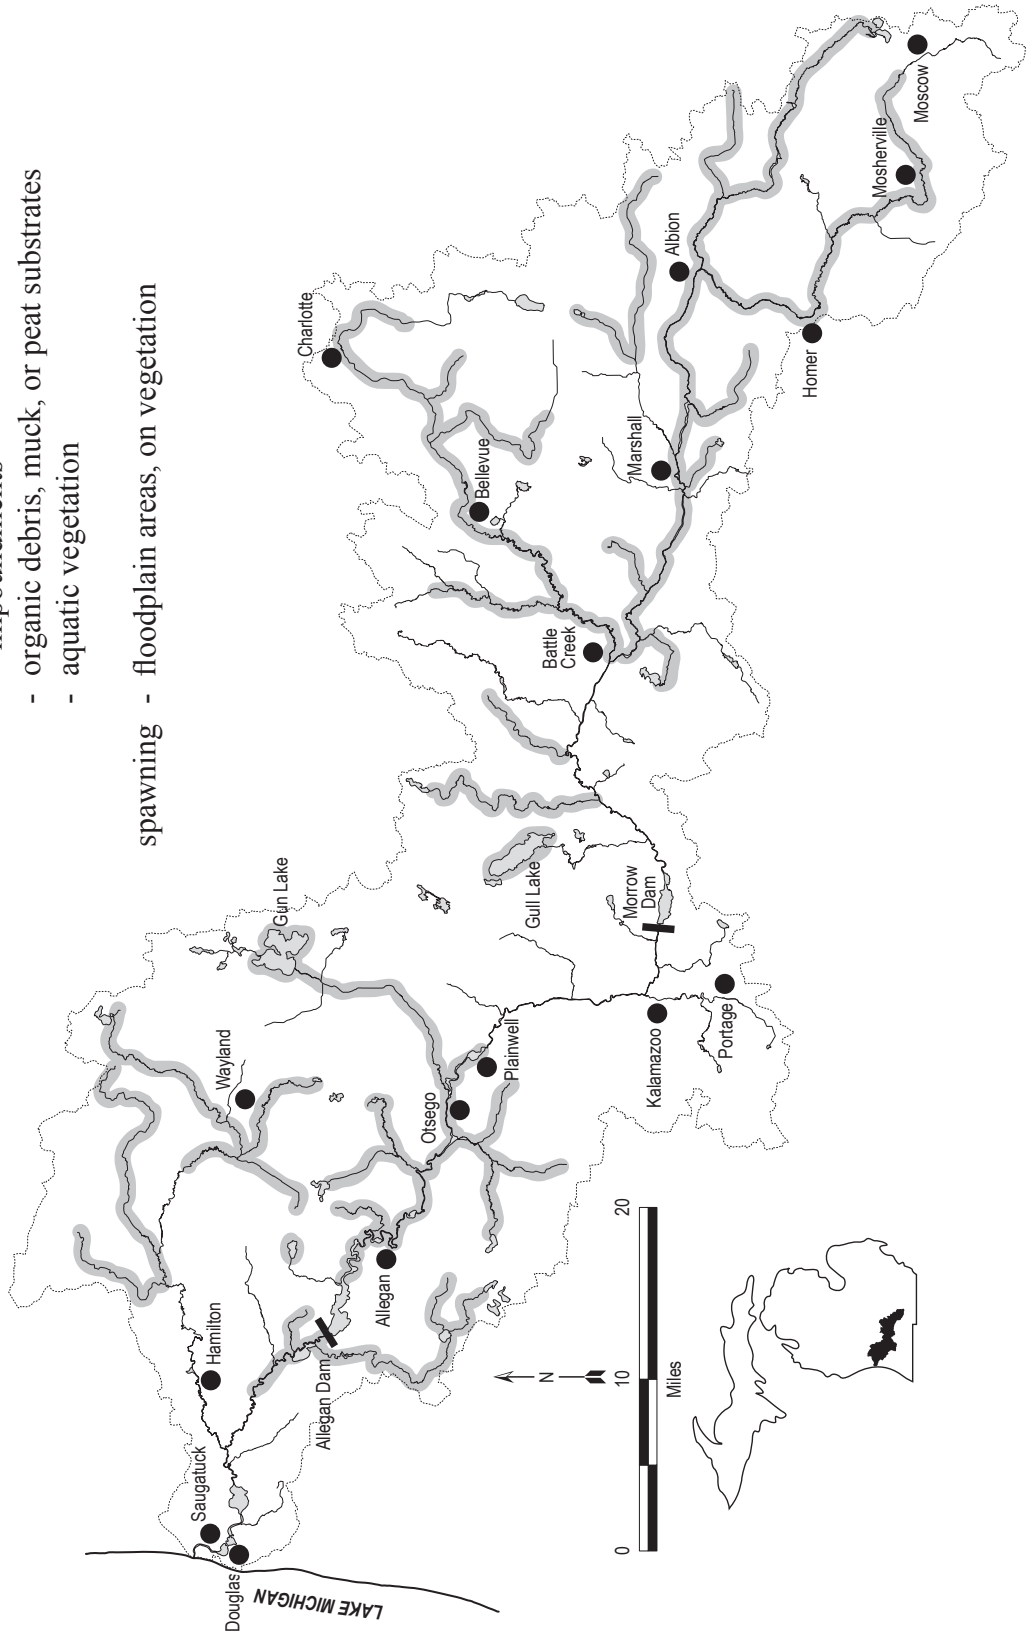 - organic debris, muck, or peat substrates
- aquatic vegetation
spawning - floodplain areas, on vegetation
Charlotte
Gun Lake
Wayland
Hamilton
Saugatuck
Douglas
LAKE MICHIGAN
Allegan Dam
Allegan
Otsego
Plainwell
Gull Lake
Bellevue
Battle
Creek
Marshall
Albion
Mosherville
Moscow
Homer
Morrow
Dam
Kalamazoo
Portage
N
0 10 20
Miles